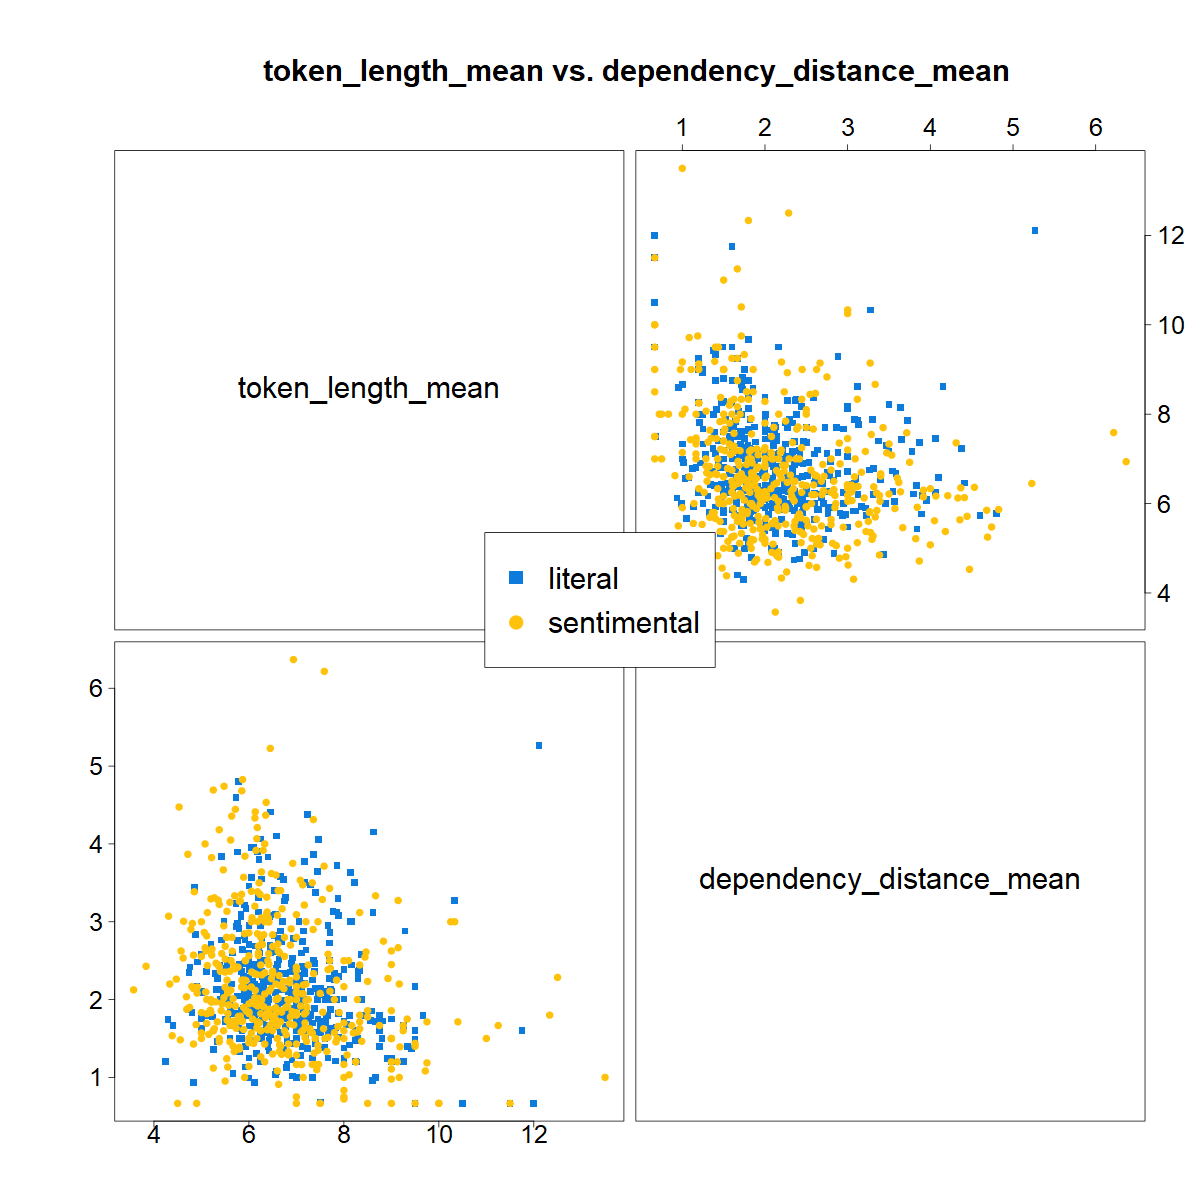 token_length_mean vs. dependency_distance_mean
1 2 3 4 5 6
token_length_mean
12
10
8
6
4
literal
sentimental
6
5
4
3
2
1
dependency_distance_mean
4 6 8 10 12